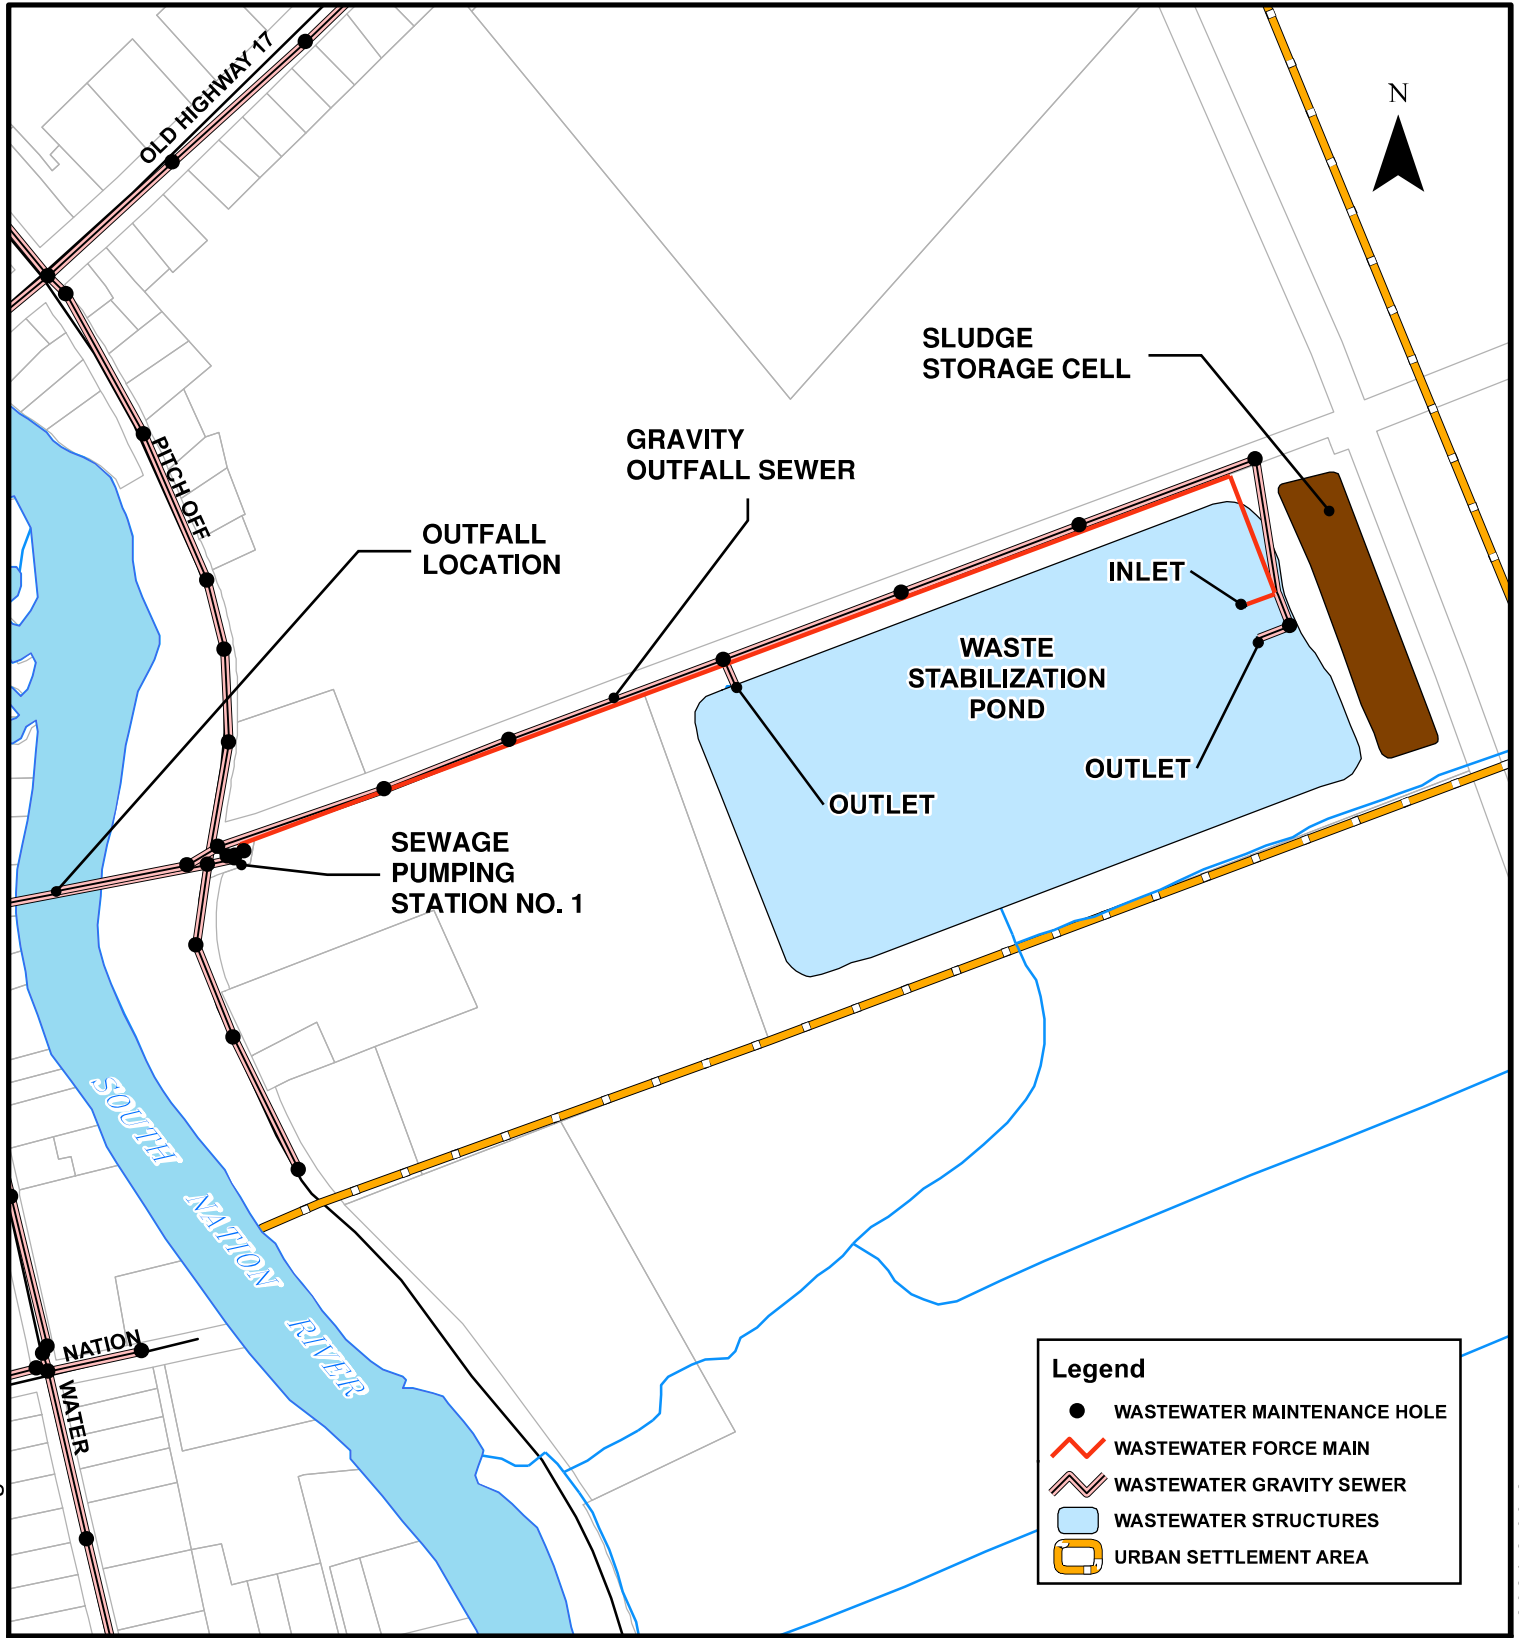 OLD HIGHWAY 17
N
SLUDGE
STORAGE CELL
GRAVITY
OUTFALL SEWER
PITCH OFF
OUTFALL
LOCATION
INLET
WASTE
STABILIZATION
POND
OUTLET
OUTLET
SEWAGE
PUMPING
STATION NO. 1
SOUTH NATION RIVER
NATION
WATER
Legend
WASTEWATER MAINTENANCE HOLE
WASTEWATER FORCE MAIN
WASTEWATER GRAVITY SEWER
WASTEWATER STRUCTURES
URBAN SETTLEMENT AREA